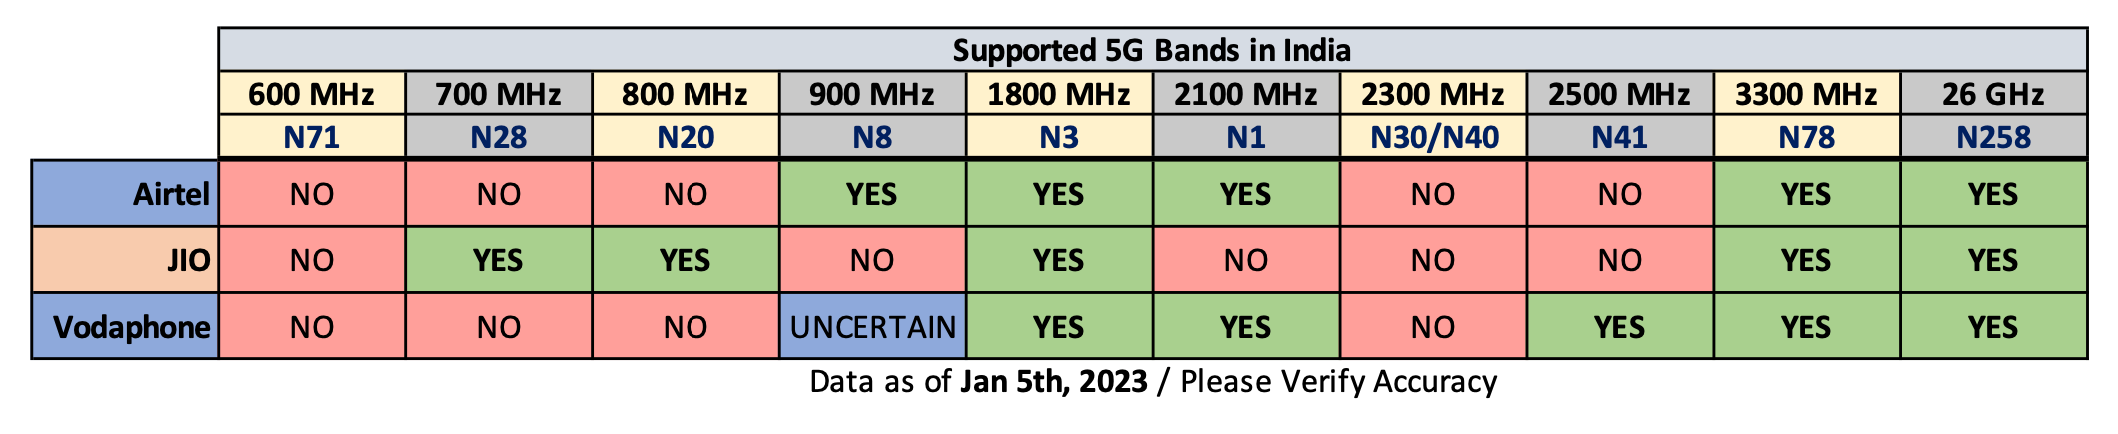 Supported 5G Bands in India
600 MHz 700 MHz 800 MHz 900 MHz 1800 MHz 2100 MHz 2300 MHz 2500 MHz 3300 MHz 26 GHz
N71 N28 N20 N8 N3 N1 N30/N40 N41 N78 N258
Airtel NO NO NO YES YES YES NO NO YES YES
JIO NO YES YES NO YES NO NO NO YES YES
Vodaphone NO NO NO UNCERTAIN YES YES NO YES YES YES
Data as of Jan 5th, 2023 / Please Verify Accuracy